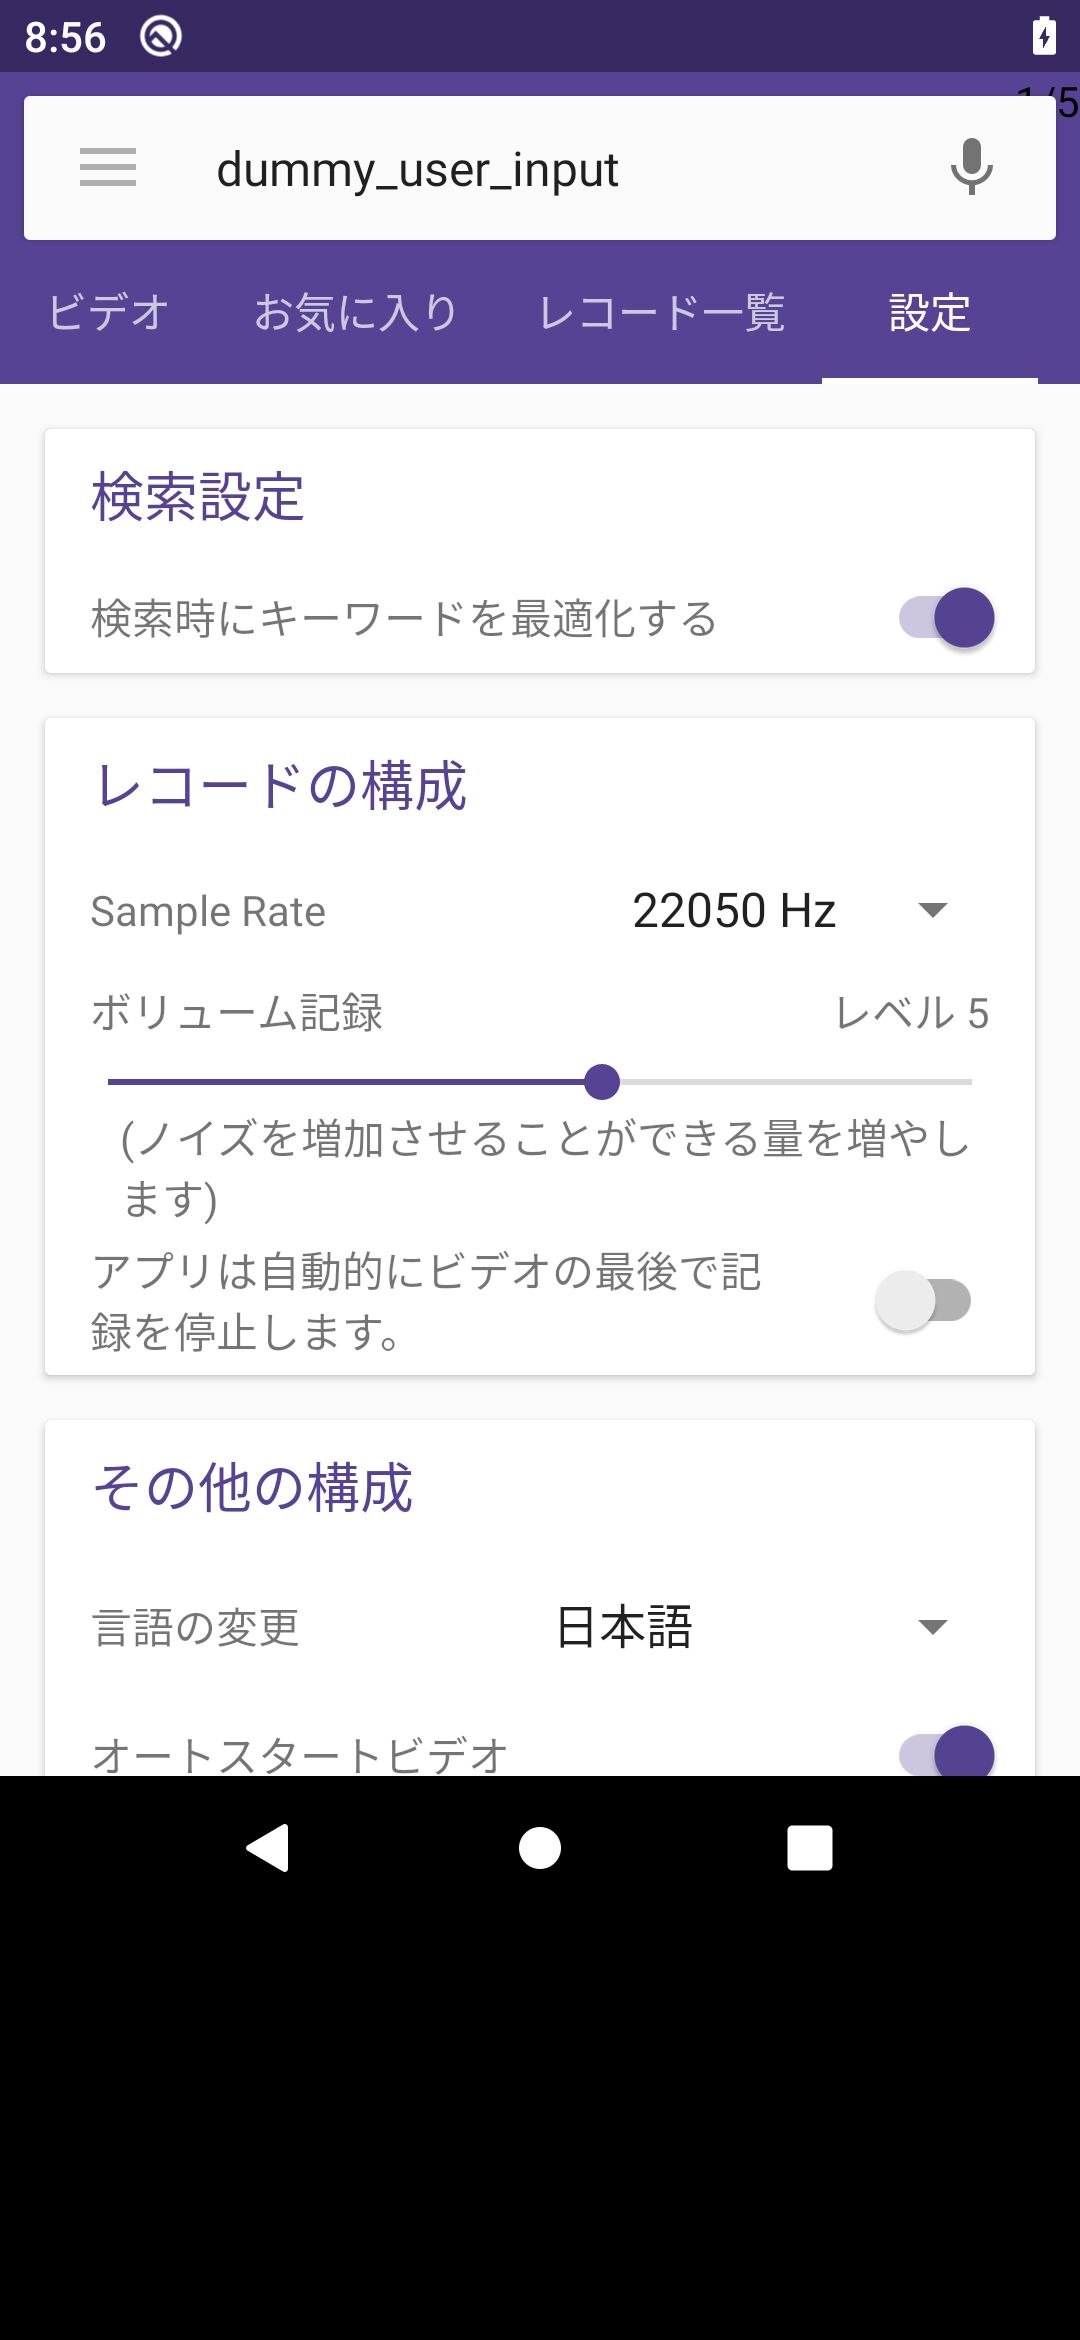 8:56
1/5
dummy_user_input
ビデオ お気に入り レコード一覧 設定
検索設定
検索時にキーワードを最適化する
レコードの構成
Sample Rate 22050 Hz
ボリューム記録 レベル 5
(ノイズを増加させることができる量を増やし
ます)
アプリは自動的にビデオの最後で記
録を停止します。
その他の構成
言語の変更 日本語
オートスタートビデオ